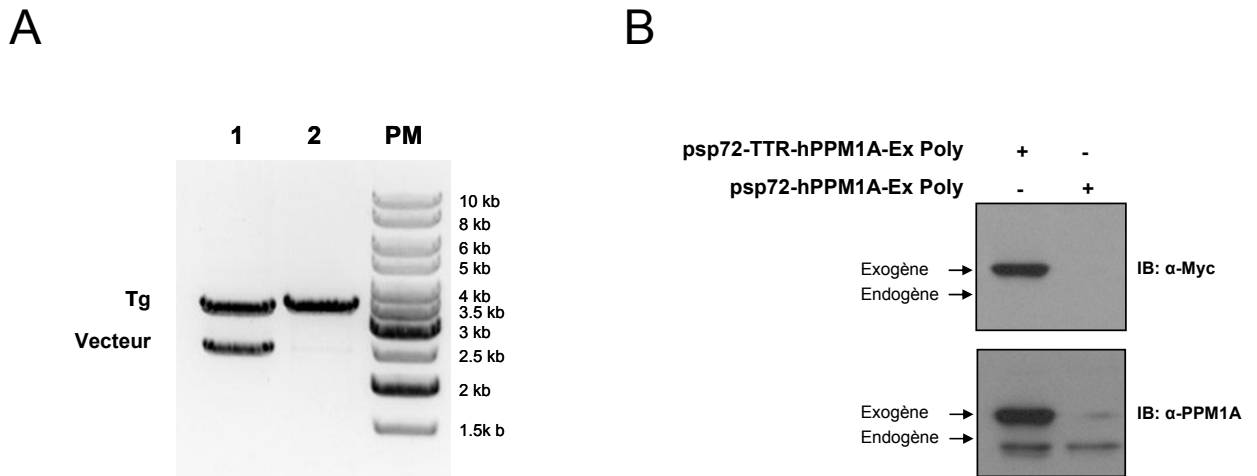 A
B
1 2 PM
10 kb
8 kb
6 kb
5 kb
Tg
4 kb
3.5 kb
Vecteur
3 kb
2.5 kb
2 kb
1.5k b
psp72-TTR-hPPM1A-Ex Poly + -
psp72-hPPM1A-Ex Poly - +
Exogène
IB: α-Myc
Endogène
Exogène
IB: α-PPM1A
Endogène